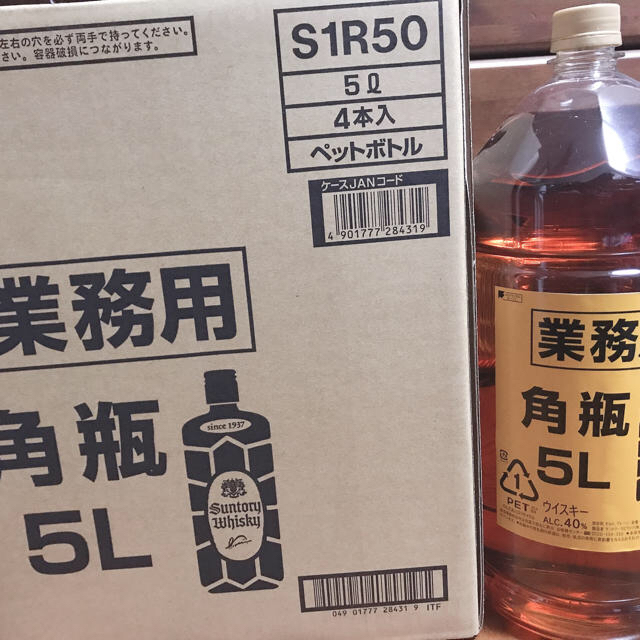 左右の穴を必ず両手で持ってください。
い。容器破損につながります。
S1R50
5ℓ
4本入
ペットボトル
ケースJANコード
4 901777 284319
業務用
角瓶
5L
since 1937
Suntory
Whisky
049 01777 28431 9 ITF
業務用
角瓶
5L
1
PET
ウイスキー
ALC. 40%